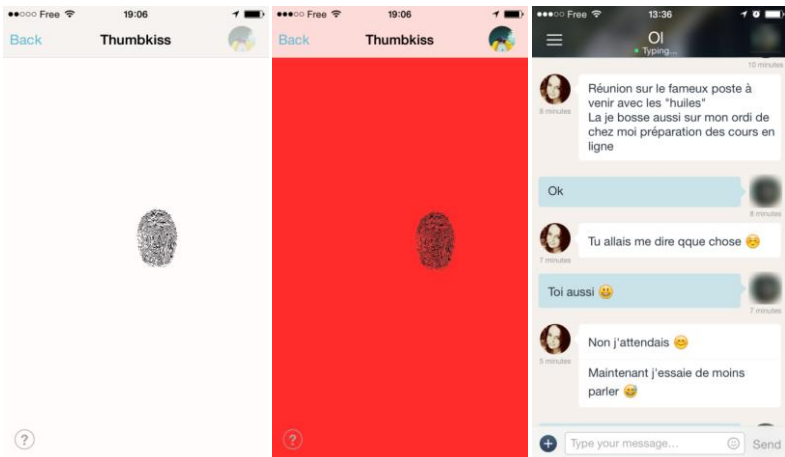 ●●○○○ Free 19:06
Back Thumbkiss
?
●●●○○ Free 19:06
Back Thumbkiss
?
●●●○○ Free 13:36
Ol
Typing...
10 minutes
Réunion sur le fameux poste à
venir avec les "huiles"
La je bosse aussi sur mon ordi de
chez moi préparation des cours en
ligne
8 minutes
Ok
8 minutes
Tu allais me dire qque chose ☺️
7 minutes
Toi aussi 😃
7 minutes
Non j'attendais 😊
5 minutes
Maintenant j'essaie de moins
parler 😅
Type your message... Send